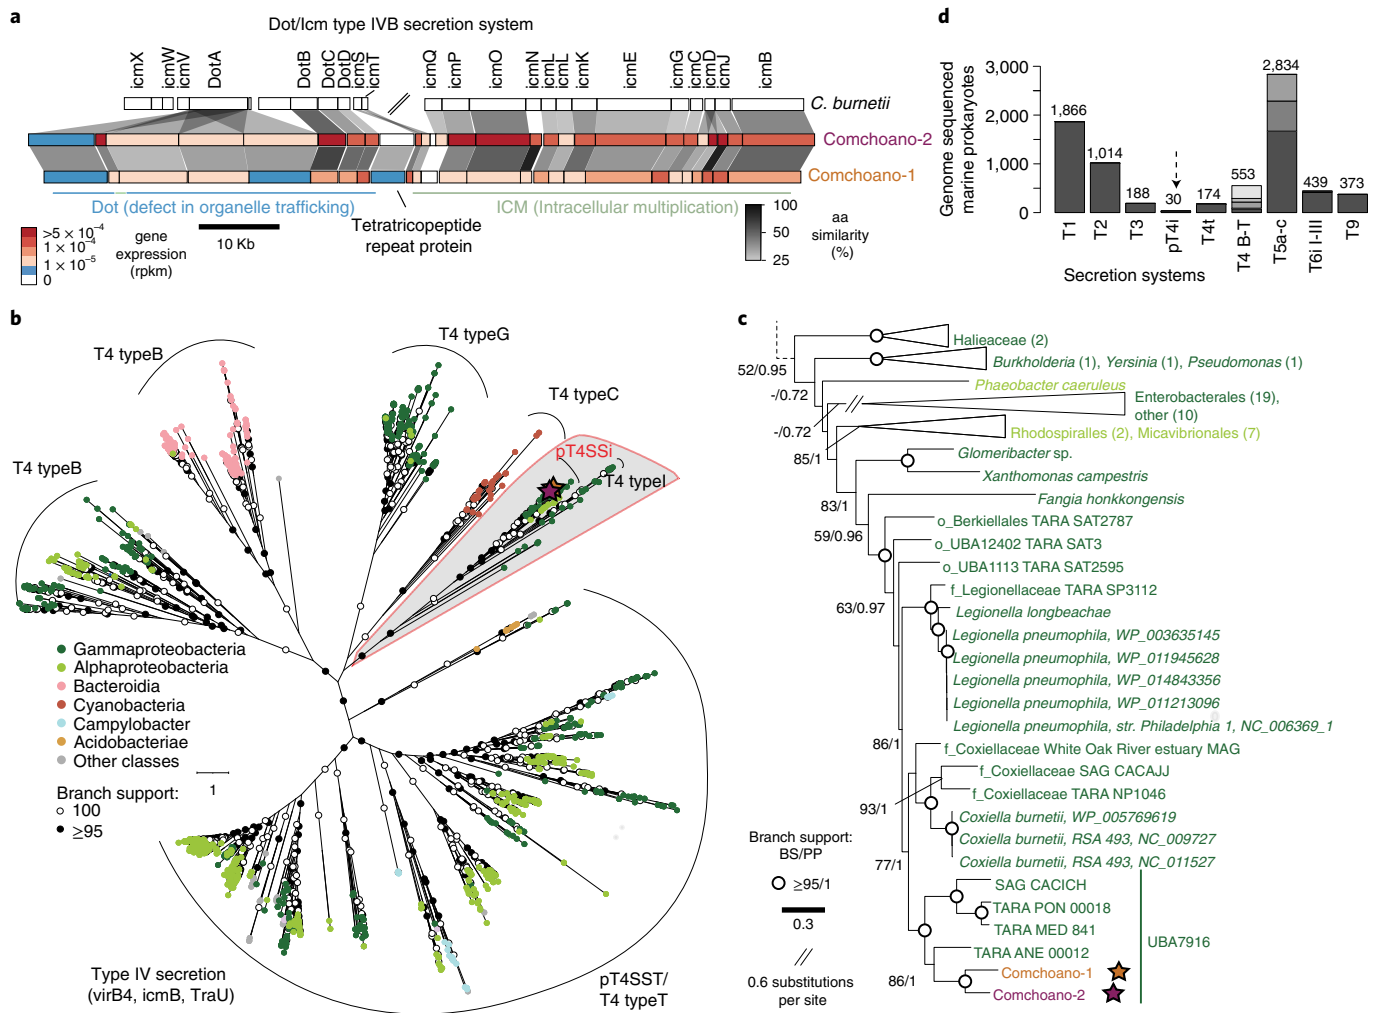 a
Dot/Icm type IVB secretion system
icmX
icmW
icmV
DotA
DotB
DotC
DotD
icmS
icmT
icmQ
icmP
icmO
icmN
icmL
icmL
icmK
icmE
icmG
icmC
icmD
icmJ
icmB
C. burnetii
Comchoano-2
Comchoano-1
Dot (defect in organelle trafficking)
ICM (Intracellular multiplication)
Tetratricopeptide
repeat protein
10 Kb
>5 × 10⁻⁴
1 × 10⁻⁴
1 × 10⁻⁵
0
gene
expression
(rpkm)
100
50
25
aa
similarity
(%)
d
Genome sequenced
marine prokaryotes
3,000
2,000
1,000
0
1,866
1,014
188
30
174
553
2,834
439
373
T1
T2
T3
pT4i
T4t
T4 B-T
T5a-c
T6i I-III
T9
Secretion systems
b
T4 typeB
T4 typeG
T4 typeC
pT4SSi
T4 typeI
T4 typeB
Gammaproteobacteria
Alphaproteobacteria
Bacteroidia
Cyanobacteria
Campylobacter
Acidobacteriae
Other classes
1
Branch support:
100
≥95
Type IV secretion
(virB4, icmB, TraU)
pT4SST/
T4 typeT
c
Halieaceae (2)
Burkholderia (1), Yersinia (1), Pseudomonas (1)
Phaeobacter caeruleus
Enterobacterales (19),
other (10)
Rhodospiralles (2), Micavibrionales (7)
Glomeribacter sp.
Xanthomonas campestris
Fangia honkkongensis
o_Berkiellales TARA SAT2787
o_UBA12402 TARA SAT3
o_UBA1113 TARA SAT2595
f_Legionellaceae TARA SP3112
Legionella longbeachae
Legionella pneumophila, WP_003635145
Legionella pneumophila, WP_011945628
Legionella pneumophila, WP_014843356
Legionella pneumophila, WP_011213096
Legionella pneumophila, str. Philadelphia 1, NC_006369_1
f_Coxiellaceae White Oak River estuary MAG
f_Coxiellaceae SAG CACAJJ
f_Coxiellaceae TARA NP1046
Coxiella burnetii, WP_005769619
Coxiella burnetii, RSA 493, NC_009727
Coxiella burnetii, RSA 493, NC_011527
SAG CACICH
TARA PON 00018
TARA MED 841
TARA ANE 00012
Comchoano-1
Comchoano-2
UBA7916
52/0.95
-/0.72
-/0.72
85/1
83/1
59/0.96
63/0.97
86/1
93/1
77/1
86/1
Branch support:
BS/PP
≥95/1
0.3
0.6 substitutions
per site